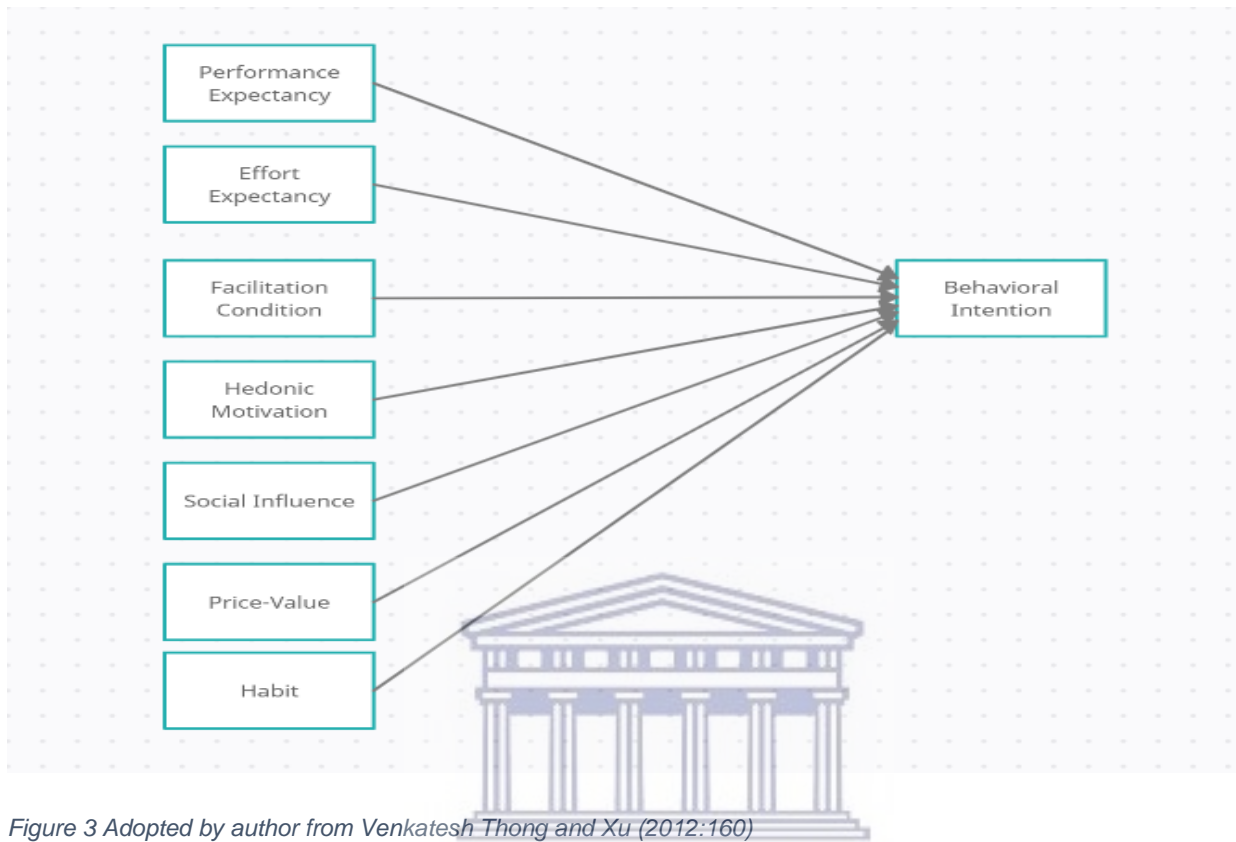 Performance
Expectancy
Effort
Expectancy
Facilitation
Condition
Behavioral
Intention
Hedonic
Motivation
Social Influence
Price-Value
Habit
Figure 3 Adopted by author from Venkatesh Thong and Xu (2012:160)